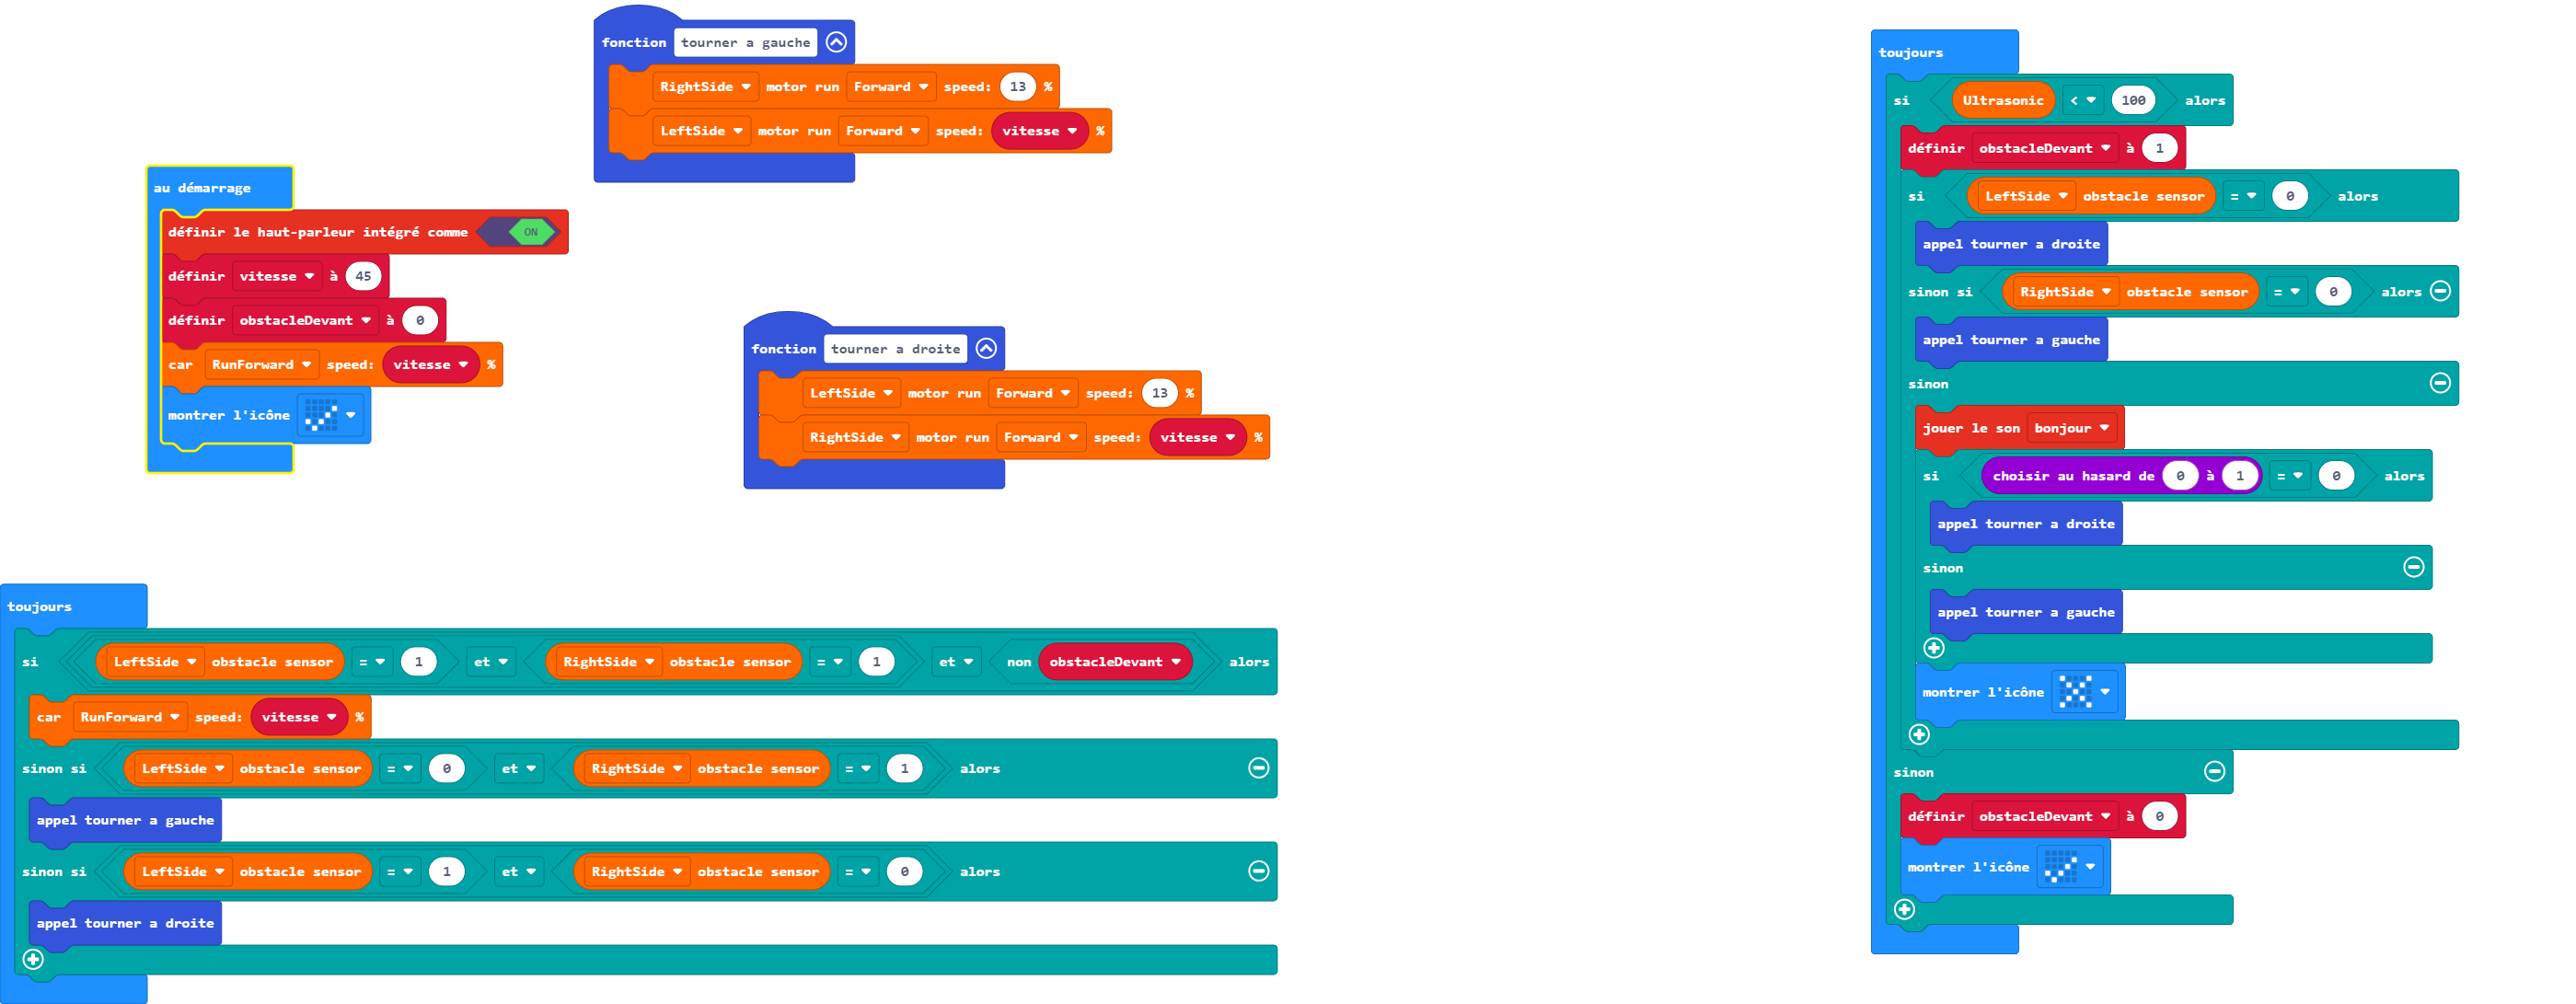 fonction tourner a gauche
RightSide motor run Forward speed: 13 %
LeftSide motor run Forward speed: vitesse %
au démarrage
définir le haut-parleur intégré comme ON
définir vitesse à 45
définir obstacleDevant à 0
car RunForward speed: vitesse %
montrer l'icône
fonction tourner a droite
LeftSide motor run Forward speed: 13 %
RightSide motor run Forward speed: vitesse %
toujours
si LeftSide obstacle sensor = 1 et RightSide obstacle sensor = 1 et non obstacleDevant alors
car RunForward speed: vitesse %
sinon si LeftSide obstacle sensor = 0 et RightSide obstacle sensor = 1 alors
appel tourner a gauche
sinon si LeftSide obstacle sensor = 1 et RightSide obstacle sensor = 0 alors
appel tourner a droite
toujours
si Ultrasonic < 100 alors
définir obstacleDevant à 1
si LeftSide obstacle sensor = 0 alors
appel tourner a droite
sinon si RightSide obstacle sensor = 0 alors
appel tourner a gauche
sinon
jouer le son bonjour
si choisir au hasard de 0 à 1 = 0 alors
appel tourner a droite
sinon
appel tourner a gauche
montrer l'icône
sinon
définir obstacleDevant à 0
montrer l'icône